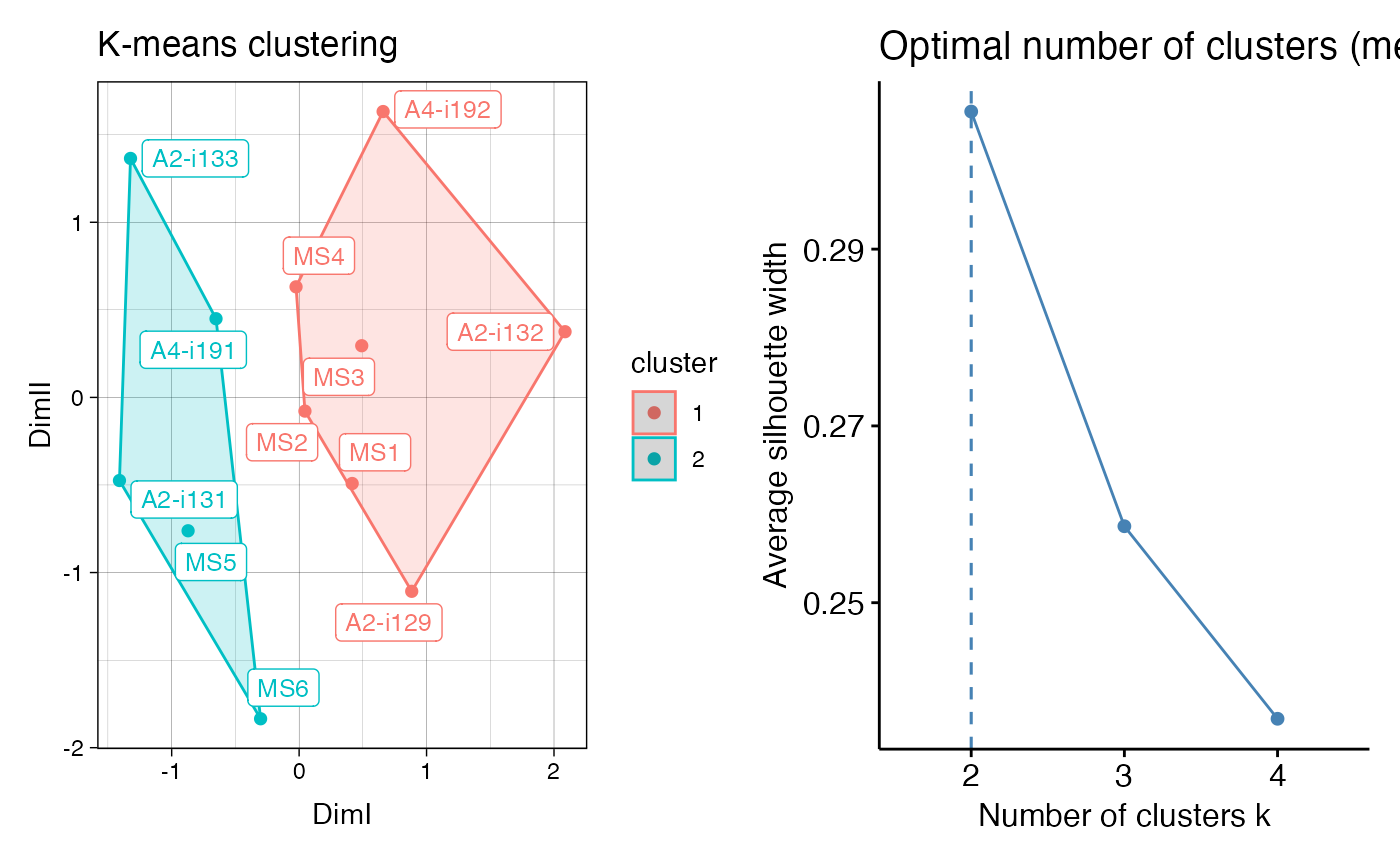 K-means clustering
A4-i192
A2-i133
MS4
A4-i191
A2-i132
MS3
MS2
MS1
A2-i131
MS5
A2-i129
MS6
1
0
-1
-2
DimII
-1
0
1
2
DimI
cluster
1
2
Optimal number of clusters (me
0.29
0.27
0.25
Average silhouette width
2
3
4
Number of clusters k